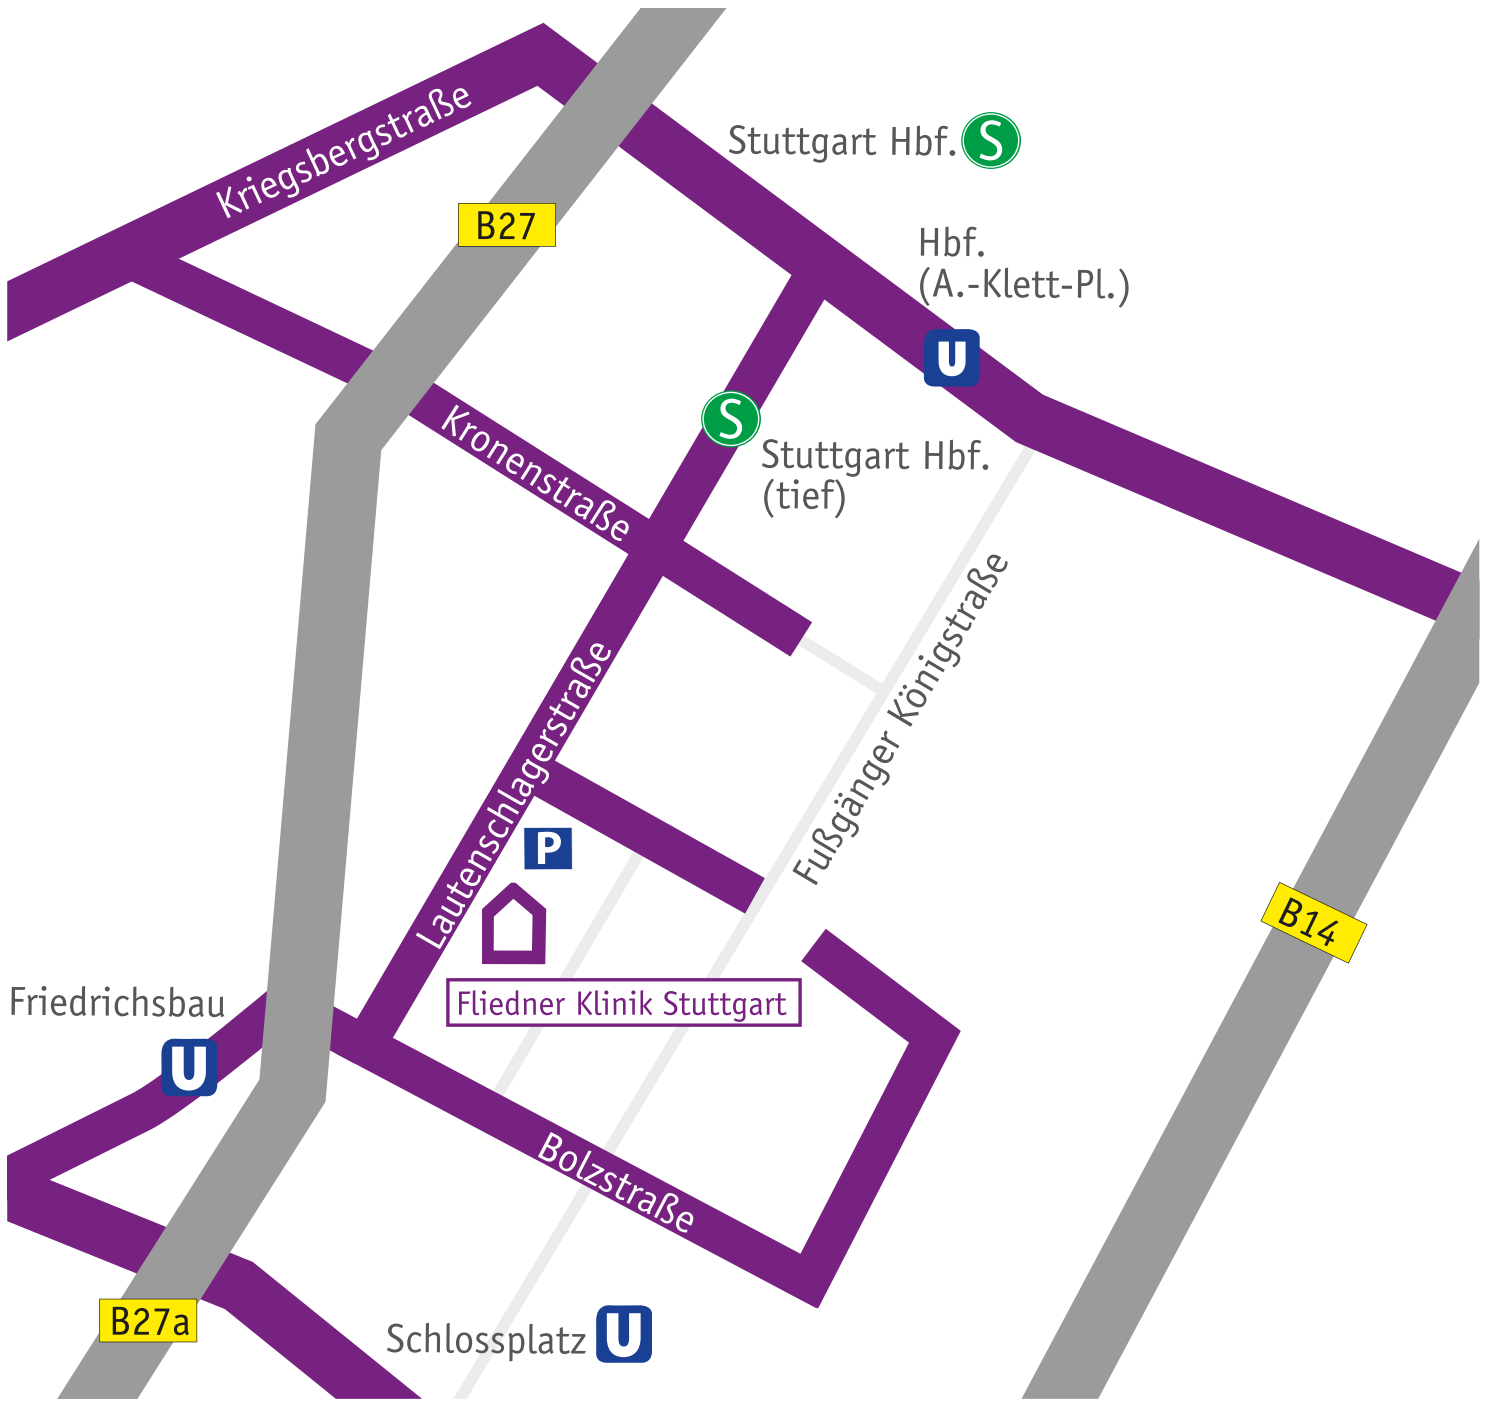 Kriegsbergstraße
Stuttgart Hbf. S
B27
Hbf.
(A.-Klett-Pl.)
U
S
Kronenstraße
Stuttgart Hbf.
(tief)
Fußgänger Königstraße
Lautenschlagerstraße
P
B14
Friedrichsbau
Fliedner Klinik Stuttgart
U
Bolzstraße
B27a
Schlossplatz U